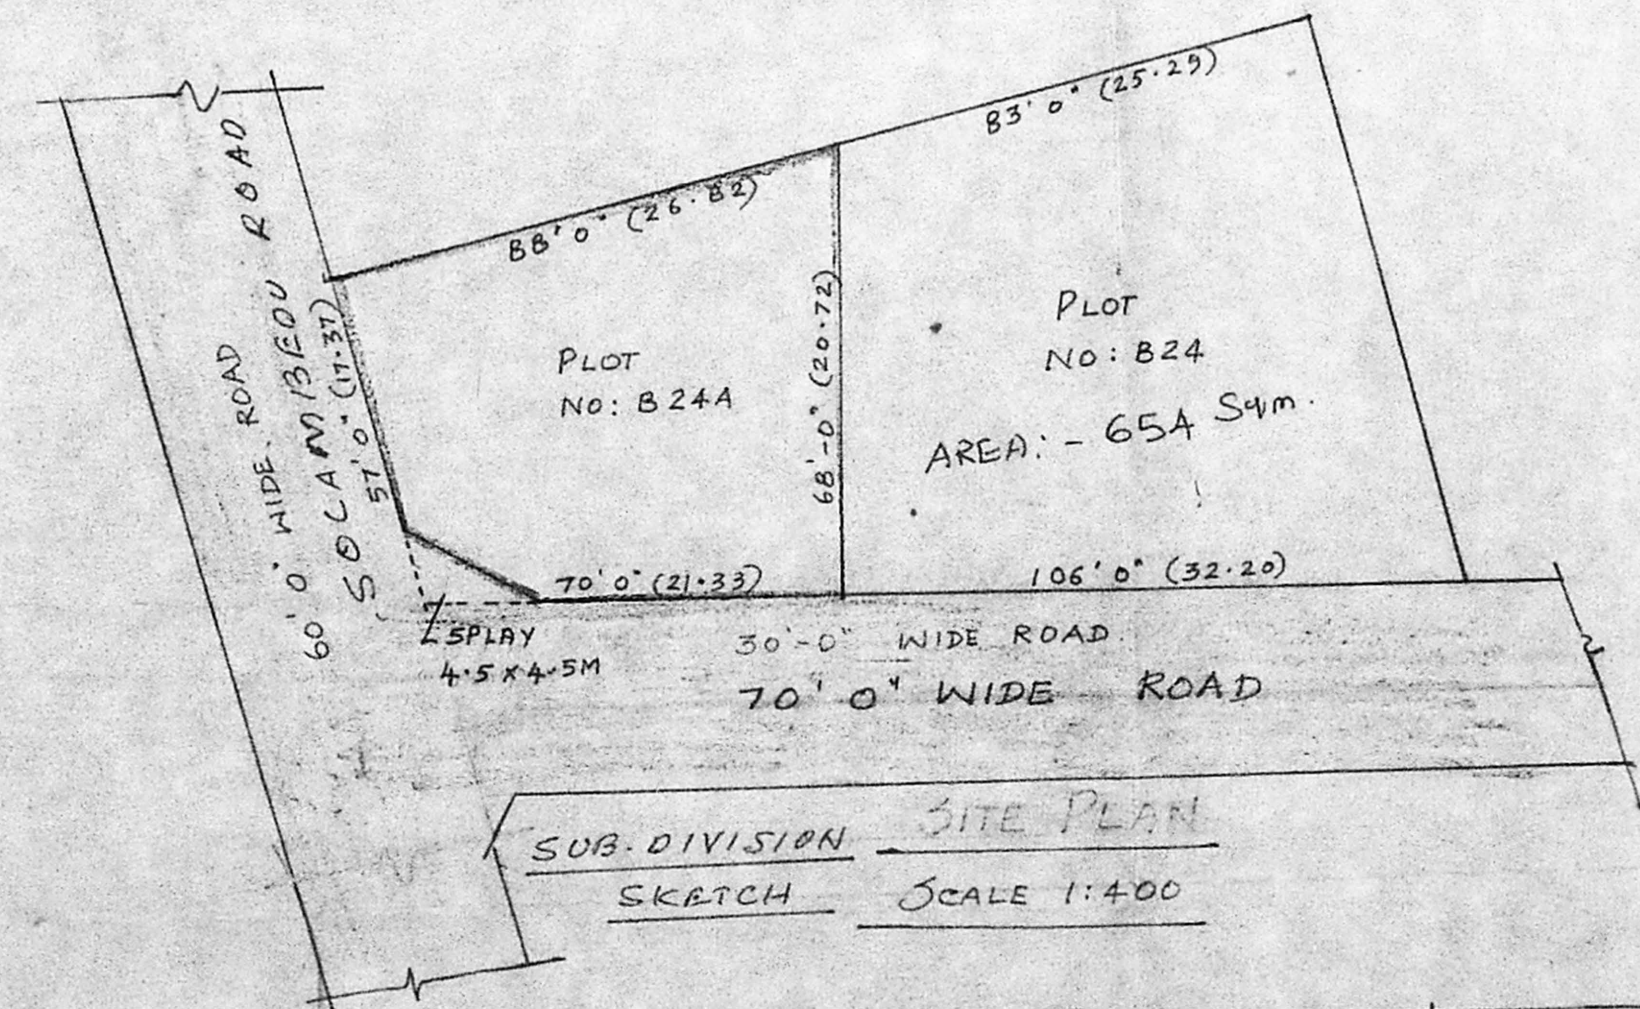 83' 0" (25.29)
88' 0" (26.82)
60' 0" WIDE. ROAD
ROAD
57' 0" (17.37)
PLOT
NO: B24A
68'-0" (20.72)
PLOT
NO: B24
AREA: - 654 Sqm.
70' 0" (21.33)
106' 0" (32.20)
SPLAY
4.5 x 4.5M
30'-0" WIDE ROAD
70' 0" WIDE ROAD
SUB.DIVISION
SKETCH
SITE PLAN
SCALE 1:400